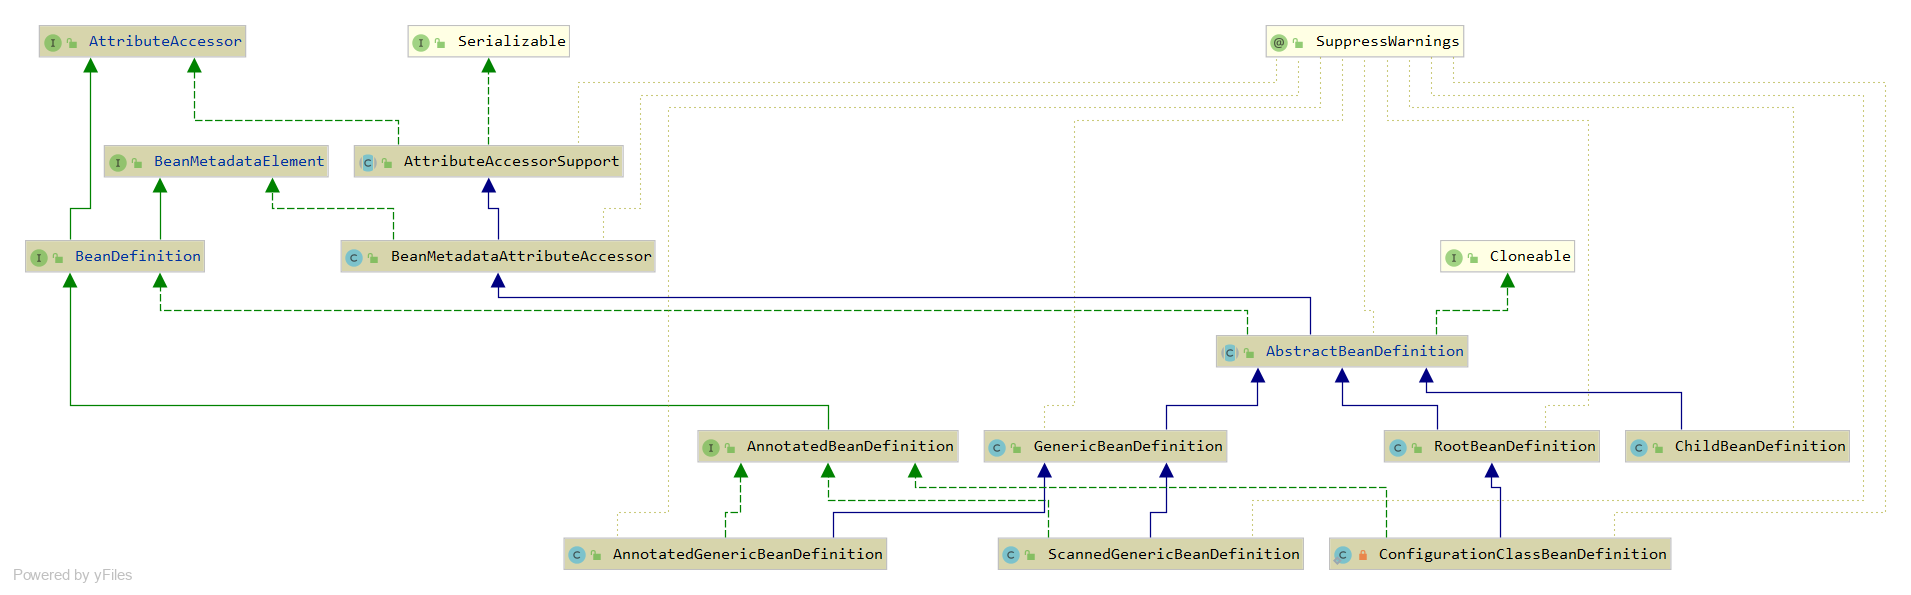 AttributeAccessor
Serializable
SuppressWarnings
BeanMetadataElement
AttributeAccessorSupport
BeanDefinition
BeanMetadataAttributeAccessor
Cloneable
AbstractBeanDefinition
AnnotatedBeanDefinition
GenericBeanDefinition
RootBeanDefinition
ChildBeanDefinition
AnnotatedGenericBeanDefinition
ScannedGenericBeanDefinition
ConfigurationClassBeanDefinition
Powered by yFiles